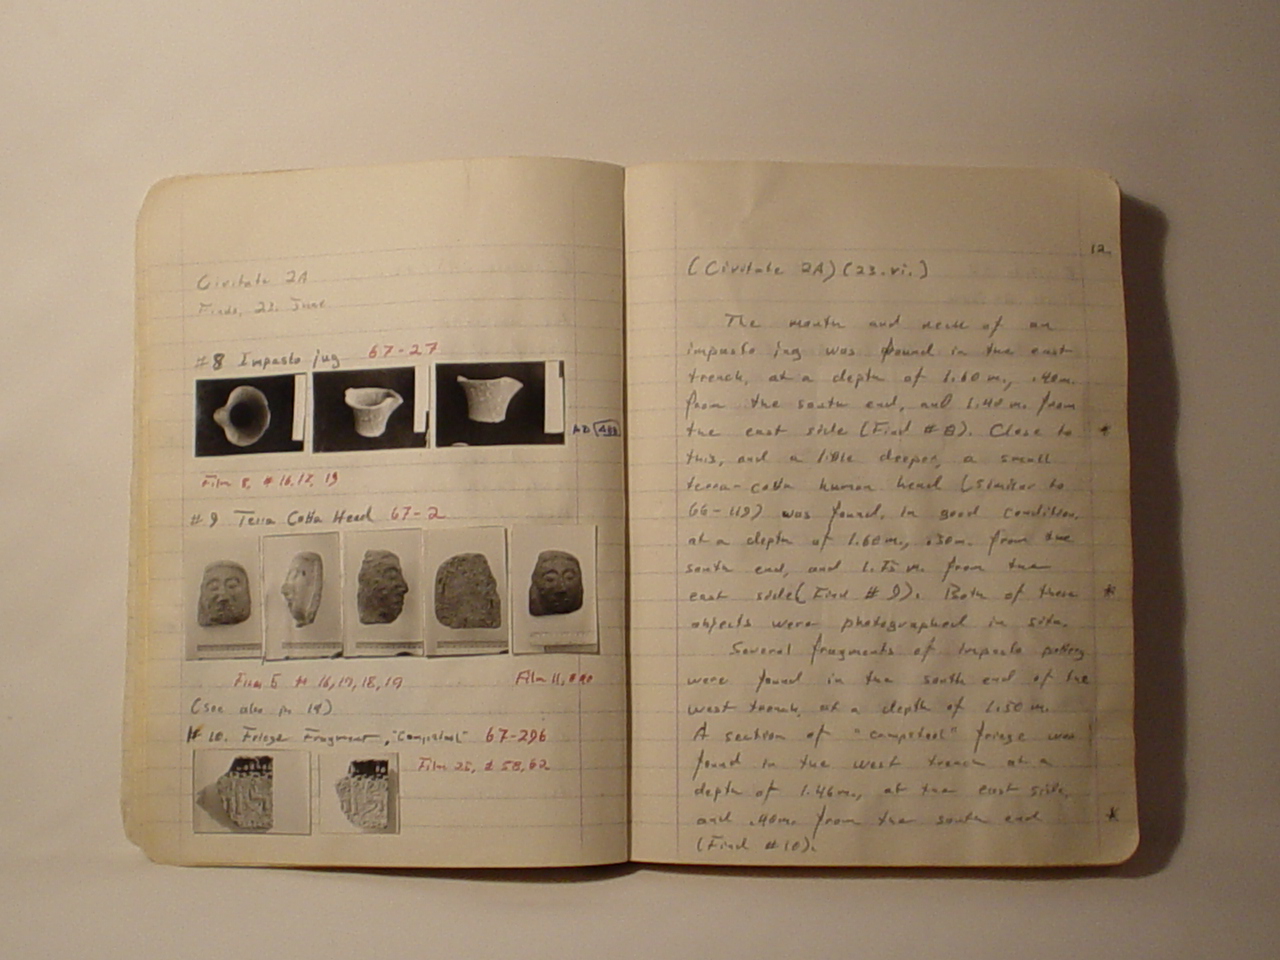 Civitate 2A
Finds, 23. June
#8 Impasto jug 67-27
AD 488
Film 8, # 16, 17, 19
#9 Terra Cotta Head 67-2
Film 5 # 16, 17, 18, 19
Film 11, #
(See also p. 14)
#10. Frieze Fragment, "Campstool" 67-296
Film 25, # 58, 62
12.
(Civitate 2A) (23.vi.)
The mouth and neck of an
impasto jug was found in the east
trench, at a depth of 1.60 m., .40m.
from the south end, and 1.40 m. from
the east side (Find #8). Close to *
this, and a little deeper, a small
terra-cotta human head (similar to
66-119) was found, in good condition,
at a depth of 1.60m., .30m. from the
south end, and 1.75 m. from the
east side (Find #9). Both of these *
objects were photographed in situ.
Several fragments of impasto pottery
were found in the south end of the
west trench, at a depth of 1.50 m.
A section of "campstool" frieze was
found in the west trench at a
depth of 1.46m., at the east side,
and .40m. from the south end *
(Find #10).